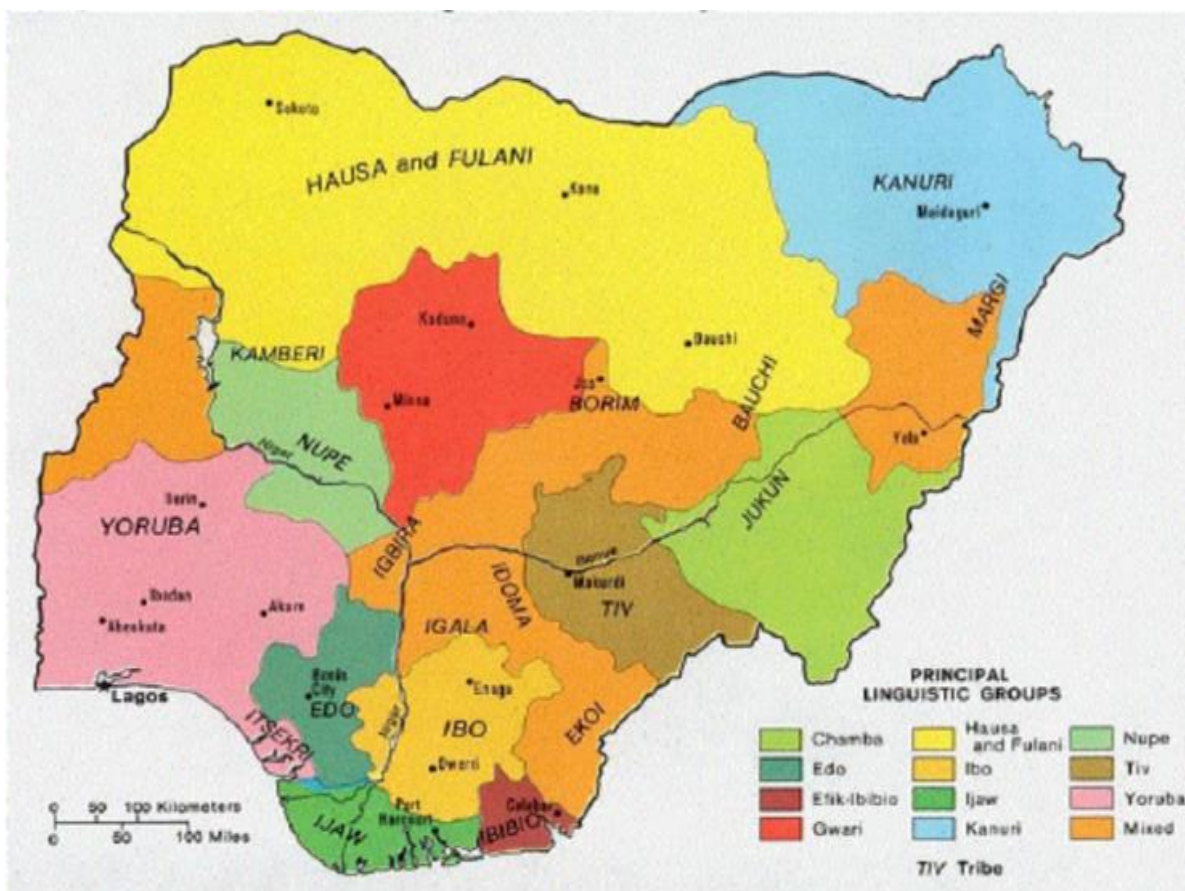 Sokoto
HAUSA and FULANI
Kano
KANURI
Maidaguri
MARGI
Kaduna
KAMBERI
Bauchi
Jos
BORIM
BAUCHI
Minna
NUPE
Niger
Yola
YORUBA
JUKUN
IGBIRA
Benue
Makurdi
IDOMA
TIV
Ibadan
Akure
Abeokuta
IGALA
Lagos
Benin
City
EDO
Enugu
ITSEKRI
Niger
IBO
EKOI
Owerri
Port
Harcourt
Calabar
IJAW
IBIBIO
0 50 100 Kilometers
0 50 100 Miles
PRINCIPAL
LINGUISTIC GROUPS
Chamba
Edo
Efik-Ibibio
Gwari
Hausa
and Fulani
Ibo
Ijaw
Kanuri
Nupe
Tiv
Yoruba
Mixed
TIV Tribe